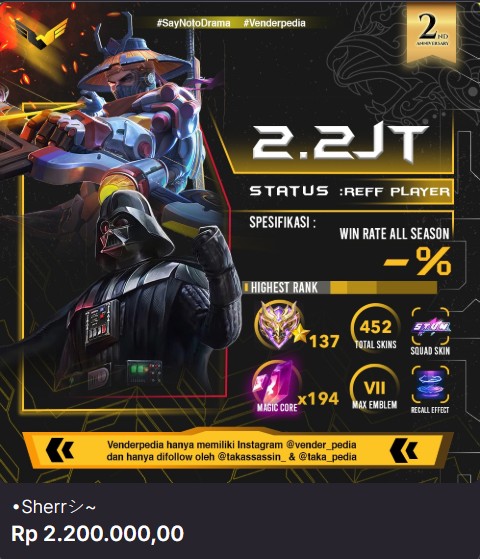 #SayNotoDrama #Venderpedia
2ND
ANNIVERSARY
2.2JT
STATUS :REFF PLAYER
SPESIFIKASI :
WIN RATE ALL SEASON
-%
HIGHEST RANK
137
452
TOTAL SKINS
STUN
SQUAD SKIN
MAGIC CORE x194
VII
MAX EMBLEM
RECALL EFFECT
Venderpedia hanya memiliki Instagram @vender_pedia
dan hanya difollow oleh @takassassin_ & @taka_pedia
•Sherrシ~
Rp 2.200.000,00